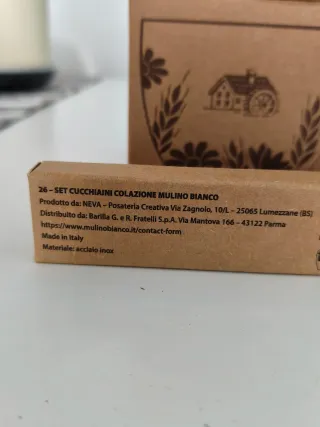 26 – SET CUCCHIAINI COLAZIONE MULINO BIANCO
Prodotto da: NEVA – Posateria Creativa Via Zagnolo, 10/L – 25065 Lumezzane (BS)
Distribuito da: Barilla G. e R. Fratelli S.p.A. Via Mantova 166 – 43122 Parma
https://www.mulinobianco.it/contact-form
Made in Italy
Materiale: acciaio inox